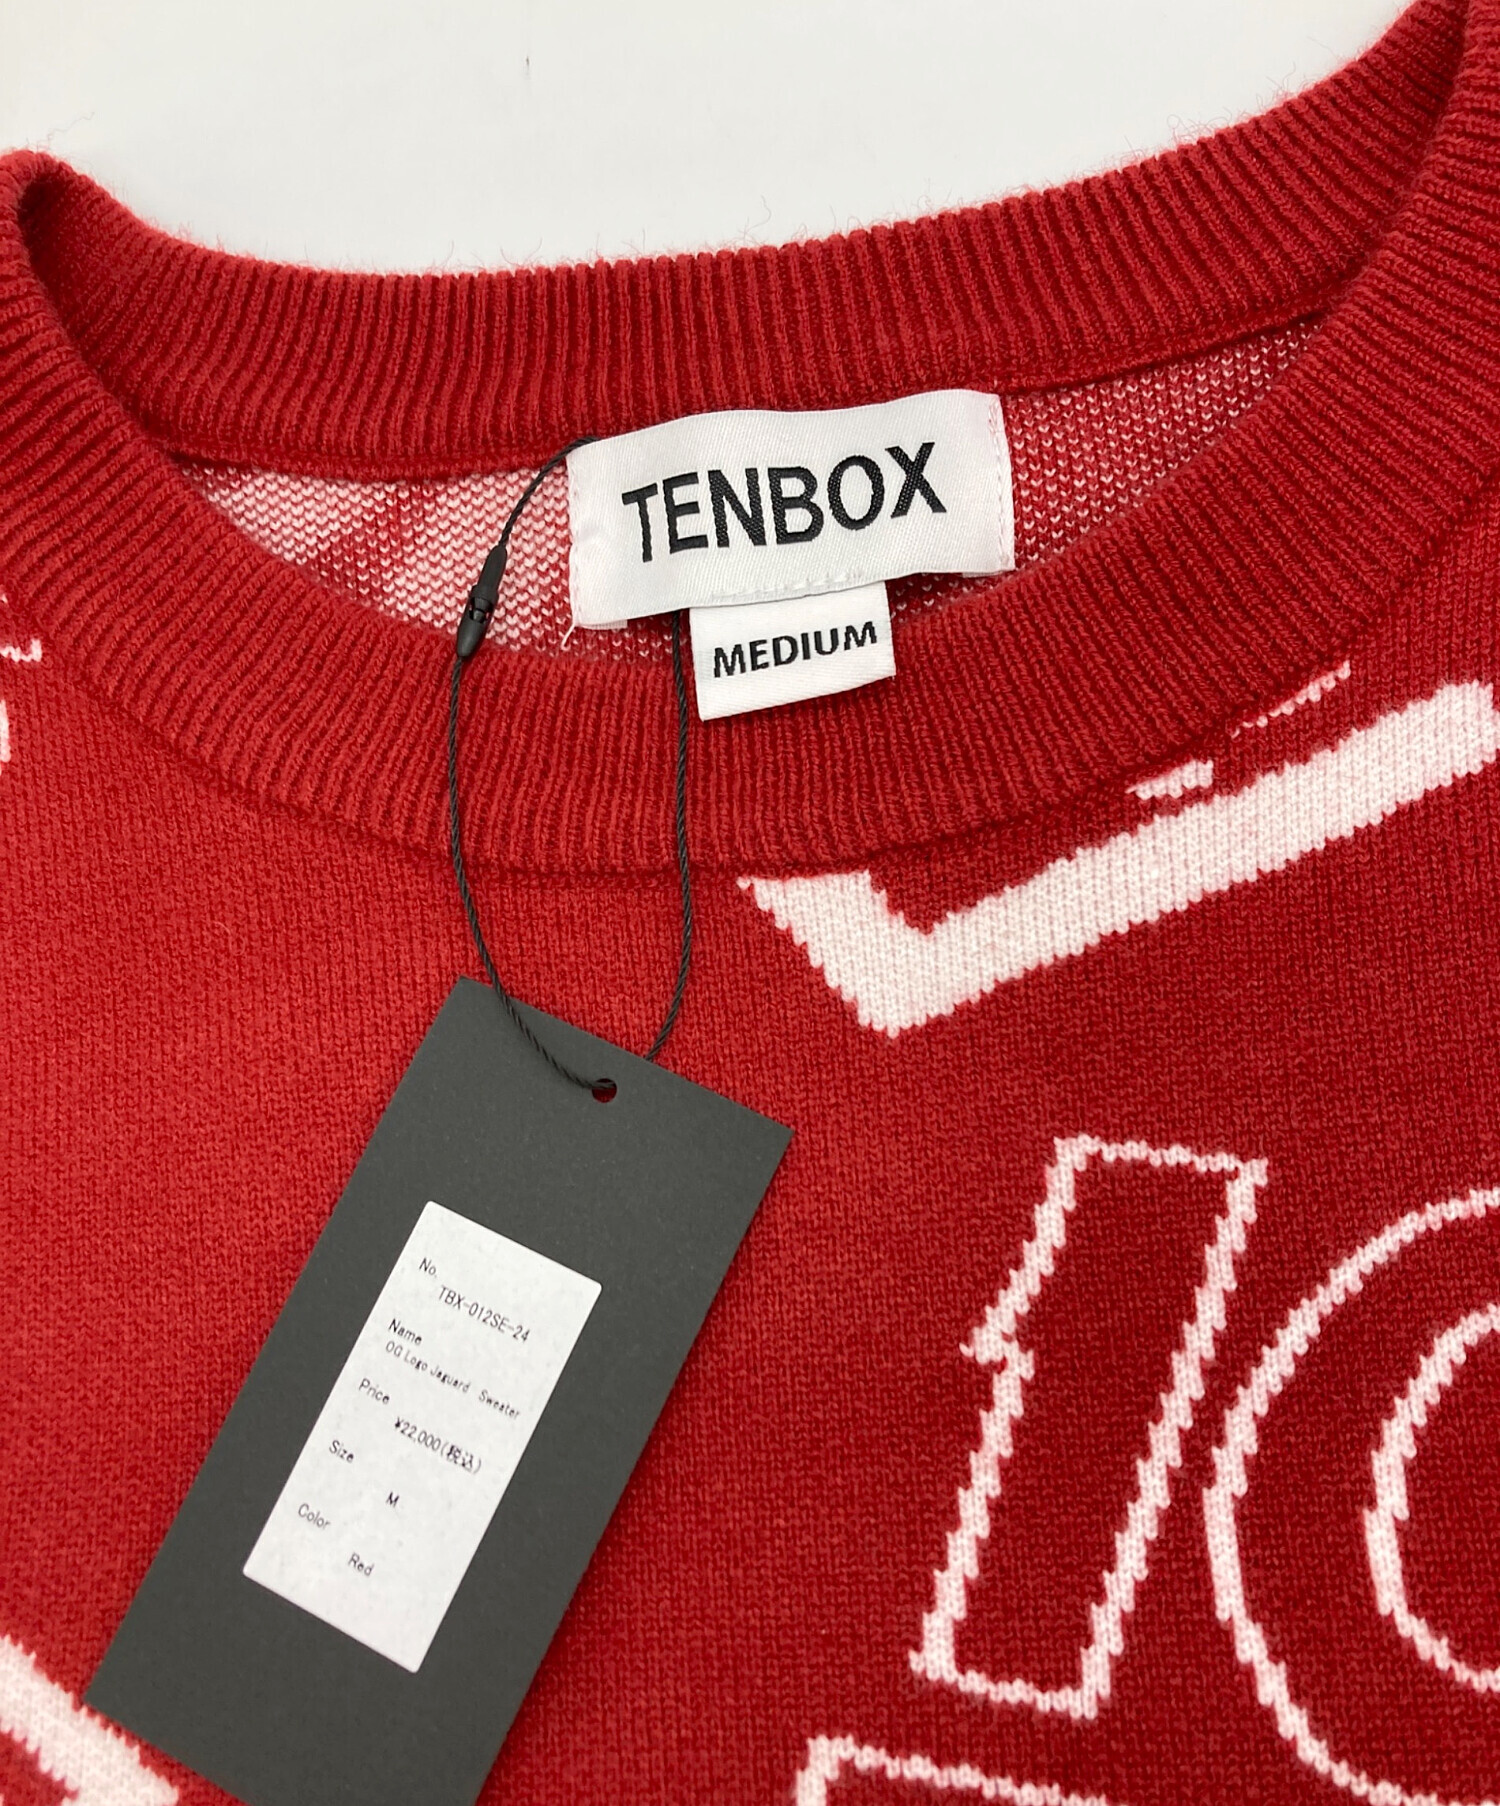 TENBOX
MEDIUM
No.
TBX-012SE-24
Name
OG Logo Jaguard Sweater
Price
¥22,000(税込)
Size
M
Color
Red
10